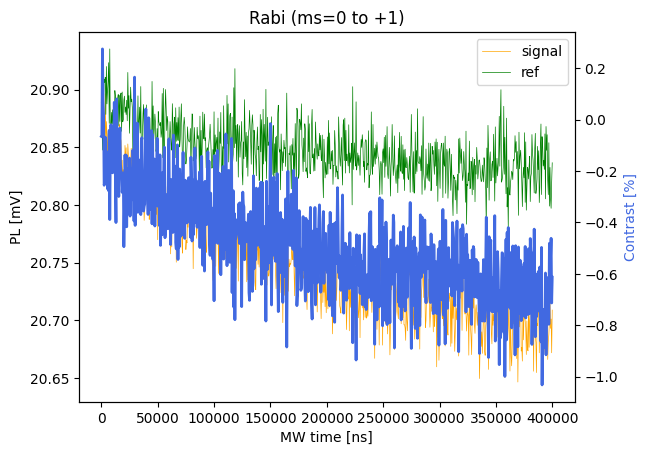 Rabi (ms=0 to +1)
signal
ref
PL [mV]
20.90
20.85
20.80
20.75
20.70
20.65
0.2
0.0
−0.2
−0.4
−0.6
−0.8
−1.0
Contrast [%]
0 50000 100000 150000 200000 250000 300000 350000 400000
MW time [ns]